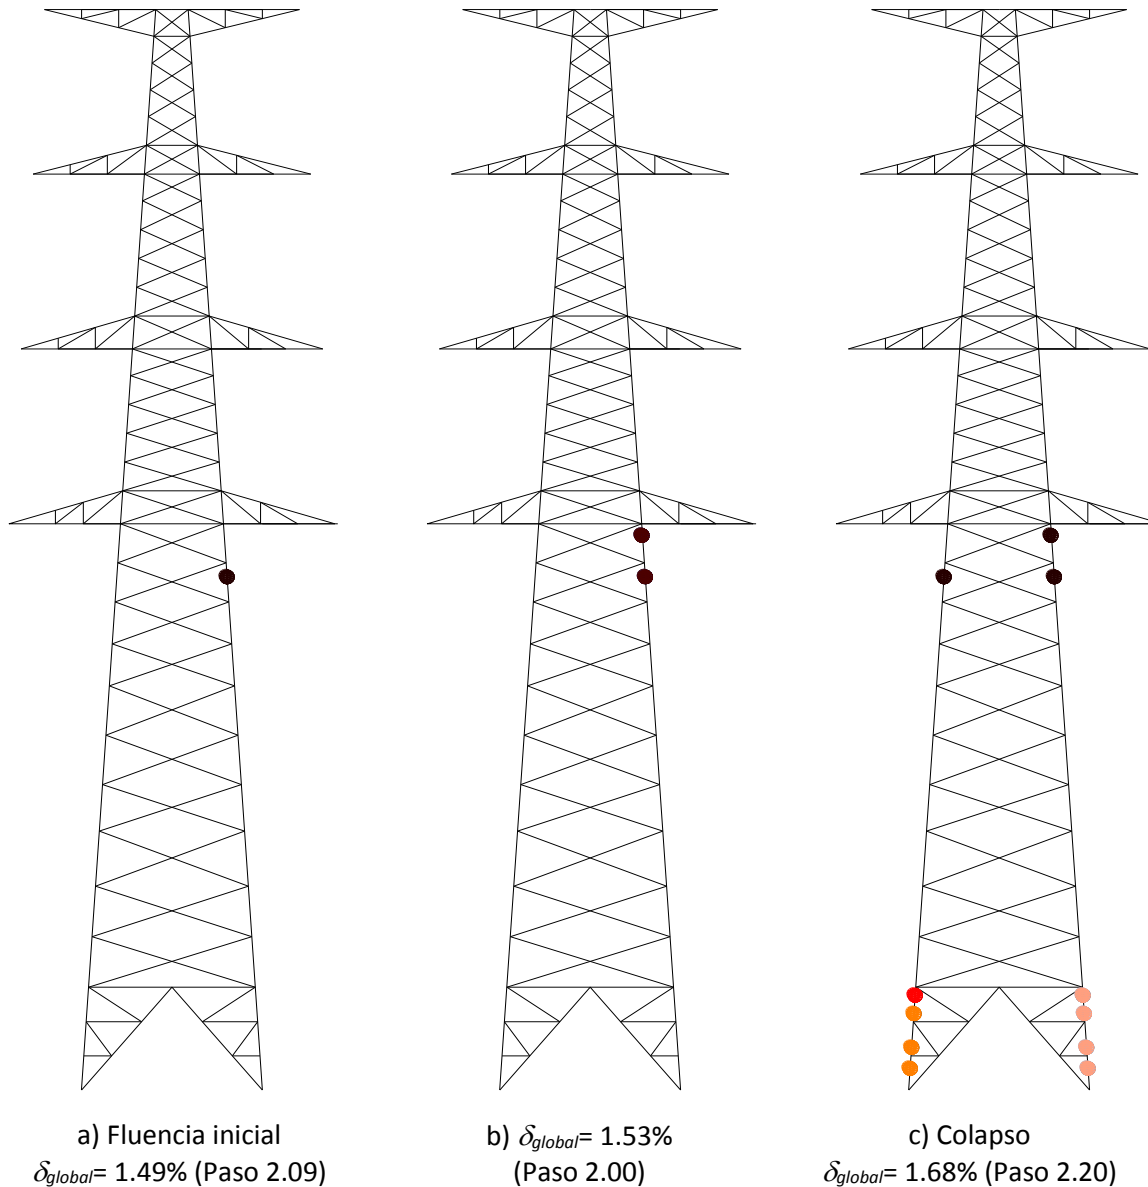 a) Fluencia inicial
δglobal= 1.49% (Paso 2.09)
b) δglobal= 1.53%
(Paso 2.00)
c) Colapso
δglobal= 1.68% (Paso 2.20)